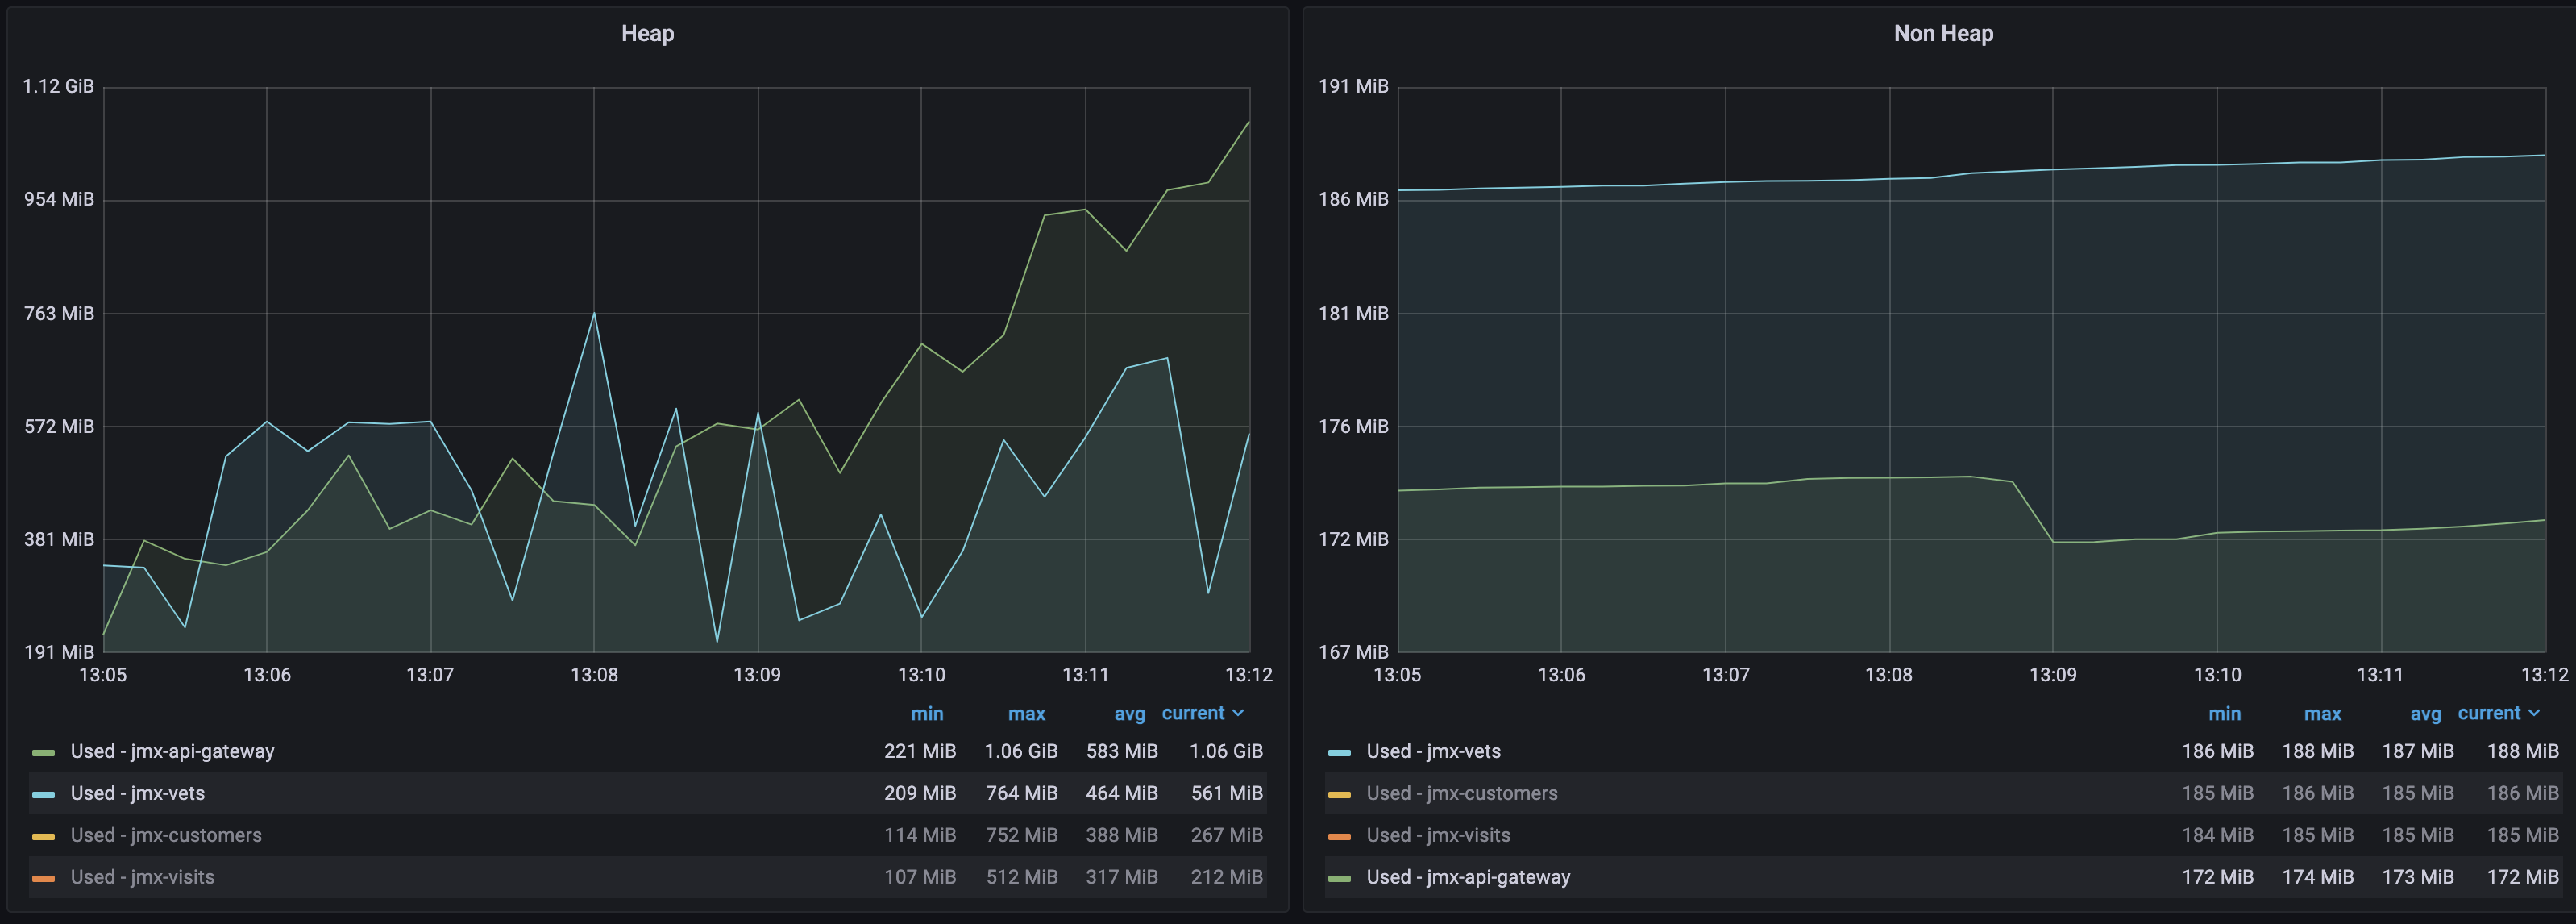 Heap
1.12 GiB
954 MiB
763 MiB
572 MiB
381 MiB
191 MiB
13:05 13:06 13:07 13:08 13:09 13:10 13:11 13:12
min max avg current
Used - jmx-api-gateway 221 MiB 1.06 GiB 583 MiB 1.06 GiB
Used - jmx-vets 209 MiB 764 MiB 464 MiB 561 MiB
Used - jmx-customers 114 MiB 752 MiB 388 MiB 267 MiB
Used - jmx-visits 107 MiB 512 MiB 317 MiB 212 MiB
Non Heap
191 MiB
186 MiB
181 MiB
176 MiB
172 MiB
167 MiB
13:05 13:06 13:07 13:08 13:09 13:10 13:11 13:12
min max avg current
Used - jmx-vets 186 MiB 188 MiB 187 MiB 188 MiB
Used - jmx-customers 185 MiB 186 MiB 185 MiB 186 MiB
Used - jmx-visits 184 MiB 185 MiB 185 MiB 185 MiB
Used - jmx-api-gateway 172 MiB 174 MiB 173 MiB 172 MiB